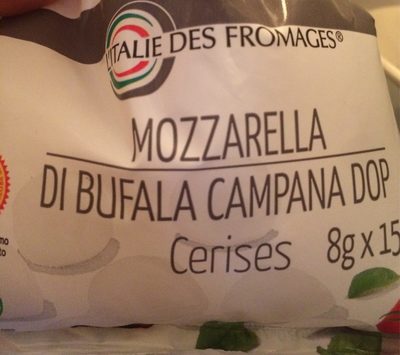 L'ITALIE DES FROMAGES®
MOZZARELLA
DI BUFALA CAMPANA DOP
Cerises 8g x 15